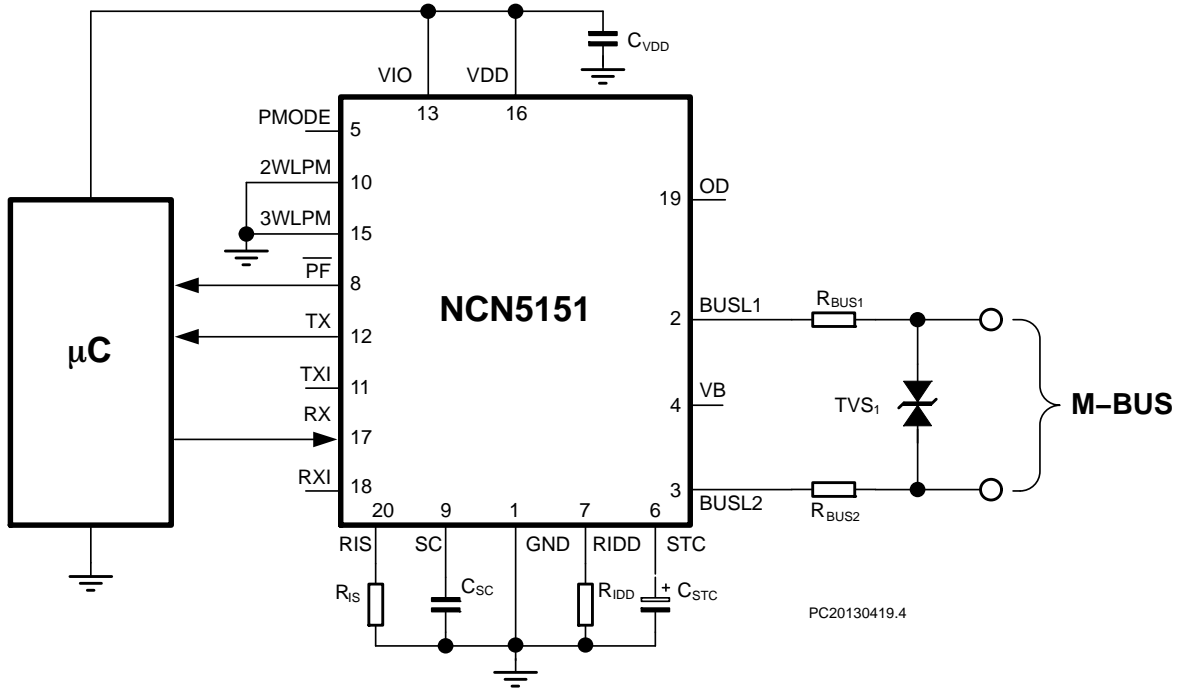 C_VDD
VIO
VDD
13
16
PMODE
5
2WLPM
10
OD
19
3WLPM
15
PF
8
NCN5151
BUSL1
2
R_BUS1
TX
12
μC
TXI
11
VB
4
TVS₁
M–BUS
RX
17
RXI
18
3
BUSL2
R_BUS2
20
9
1
7
6
RIS
SC
GND
RIDD
STC
R_IS
C_SC
R_IDD
+
C_STC
PC20130419.4